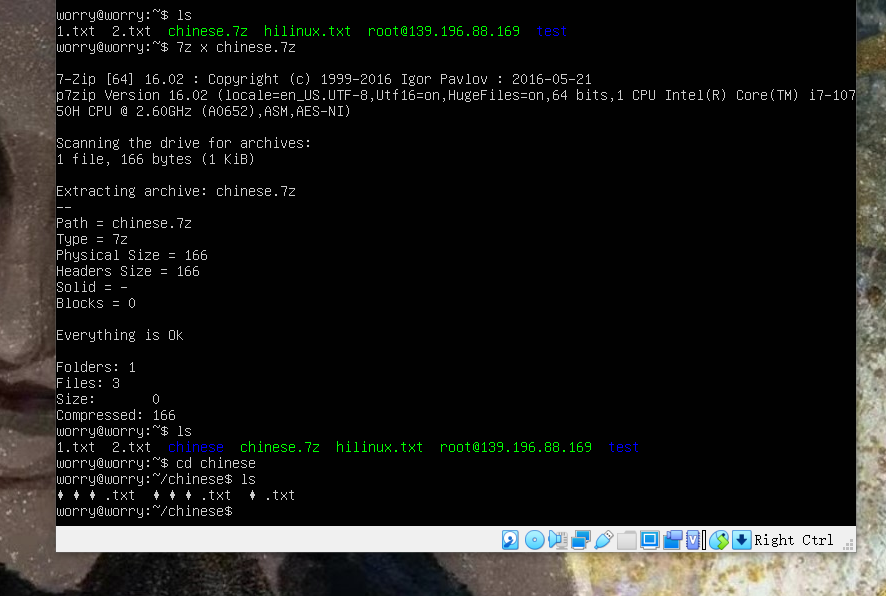 worry@worry:~$ ls
1.txt  2.txt  chinese.7z  hilinux.txt  root@139.196.88.169  test
worry@worry:~$ 7z x chinese.7z
7-Zip [64] 16.02 : Copyright (c) 1999-2016 Igor Pavlov : 2016-05-21
p7zip Version 16.02 (locale=en_US.UTF-8,Utf16=on,HugeFiles=on,64 bits,1 CPU Intel(R) Core(TM) i7-107
50H CPU @ 2.60GHz (A0652),ASM,AES-NI)
Scanning the drive for archives:
1 file, 166 bytes (1 KiB)
Extracting archive: chinese.7z
--
Path = chinese.7z
Type = 7z
Physical Size = 166
Headers Size = 166
Solid = -
Blocks = 0
Everything is Ok
Folders: 1
Files: 3
Size:       0
Compressed: 166
worry@worry:~$ ls
1.txt  2.txt  chinese  chinese.7z  hilinux.txt  root@139.196.88.169  test
worry@worry:~$ cd chinese
worry@worry:~/chinese$ ls
♦ ♦ ♦ .txt  ♦ ♦ ♦ .txt  ♦ .txt
worry@worry:~/chinese$
Right Ctrl